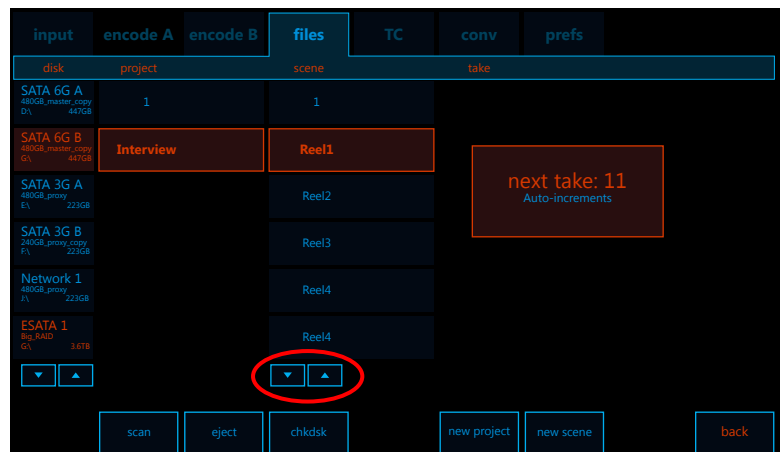 input encode A encode B files TC conv prefs
disk project scene take
SATA 6G A
480GB_master_copy
D:\ 447GB
1
1
SATA 6G B
480GB_master_copy
G:\ 447GB
Interview
Reel1
next take: 11
Auto-increments
SATA 3G A
480GB_proxy
E:\ 223GB
Reel2
SATA 3G B
240GB_proxy_copy
F:\ 223GB
Reel3
Network 1
480GB_proxy
J:\ 223GB
Reel4
ESATA 1
Big_RAID
G:\ 3.6TB
Reel4
scan eject chkdsk new project new scene back